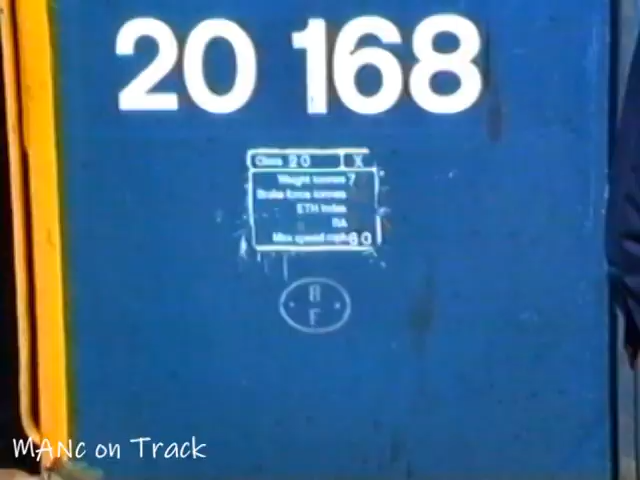 20 168
Class 20 X
Weight tonnes 7
Brake force tonnes
ETH Index
RA
Max speed mph 60
MANc on Track